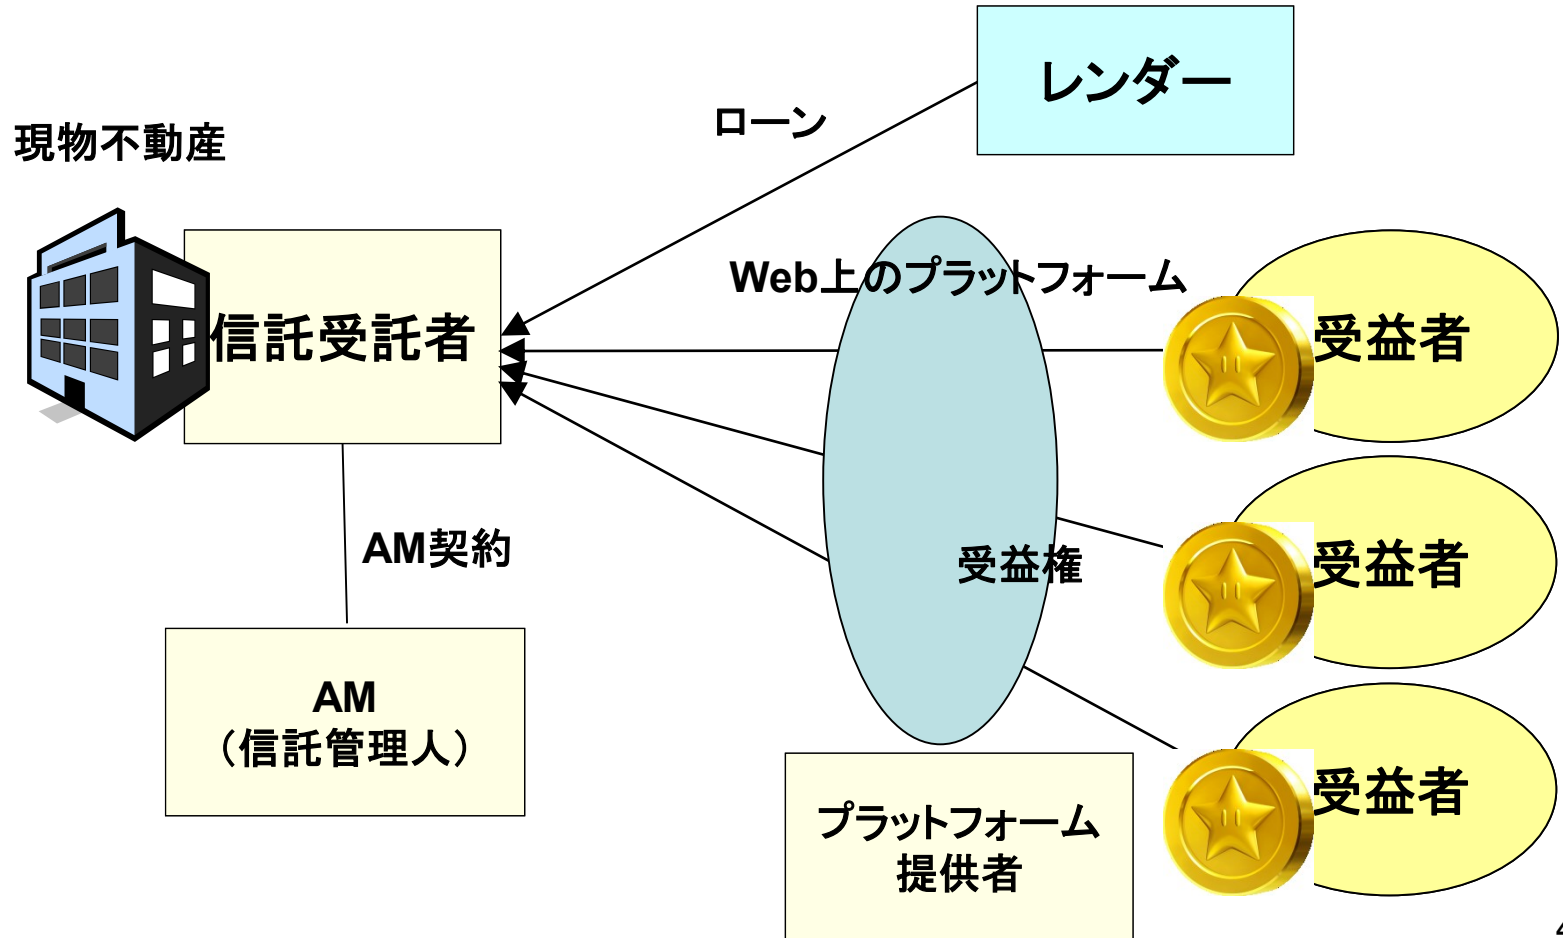 レンダー
ローン
現物不動産
Web上のプラットフォーム
信託受託者
受益者
AM契約
受益権
受益者
AM
（信託管理人）
受益者
プラットフォーム
提供者